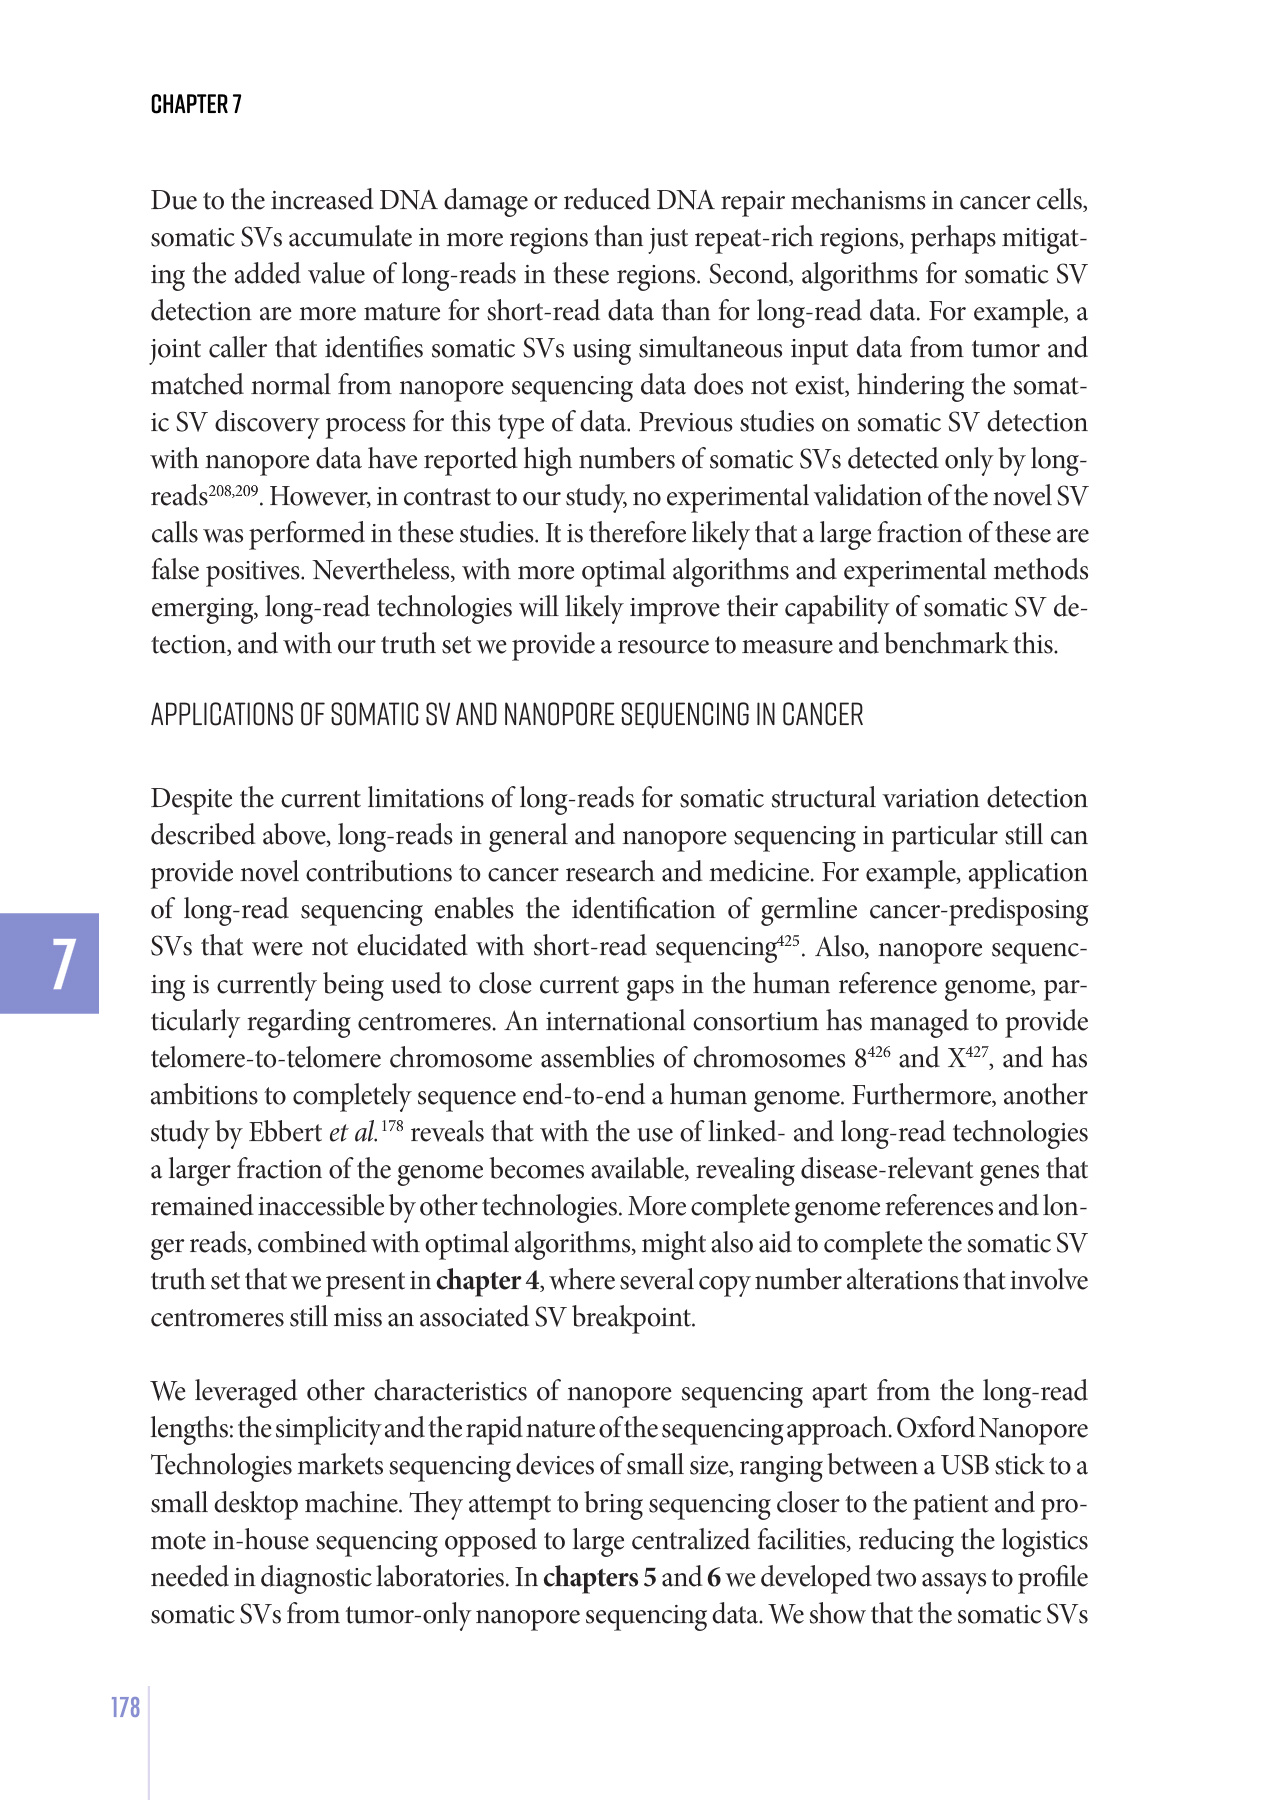 CHAPTER 7
Due to the increased DNA damage or reduced DNA repair mechanisms in cancer cells,
somatic SVs accumulate in more regions than just repeat-rich regions, perhaps mitigat-
ing the added value of long-reads in these regions. Second, algorithms for somatic SV
detection are more mature for short-read data than for long-read data. For example, a
joint caller that identifies somatic SVs using simultaneous input data from tumor and
matched normal from nanopore sequencing data does not exist, hindering the somat-
ic SV discovery process for this type of data. Previous studies on somatic SV detection
with nanopore data have reported high numbers of somatic SVs detected only by long-
reads208,209. However, in contrast to our study, no experimental validation of the novel SV
calls was performed in these studies. It is therefore likely that a large fraction of these are
false positives. Nevertheless, with more optimal algorithms and experimental methods
emerging, long-read technologies will likely improve their capability of somatic SV de-
tection, and with our truth set we provide a resource to measure and benchmark this.
APPLICATIONS OF SOMATIC SV AND NANOPORE SEQUENCING IN CANCER
Despite the current limitations of long-reads for somatic structural variation detection
described above, long-reads in general and nanopore sequencing in particular still can
provide novel contributions to cancer research and medicine. For example, application
of long-read sequencing enables the identification of germline cancer-predisposing
SVs that were not elucidated with short-read sequencing425. Also, nanopore sequenc-
ing is currently being used to close current gaps in the human reference genome, par-
ticularly regarding centromeres. An international consortium has managed to provide
telomere-to-telomere chromosome assemblies of chromosomes 8426 and X427, and has
ambitions to completely sequence end-to-end a human genome. Furthermore, another
study by Ebbert et al.178 reveals that with the use of linked- and long-read technologies
a larger fraction of the genome becomes available, revealing disease-relevant genes that
remained inaccessible by other technologies. More complete genome references and lon-
ger reads, combined with optimal algorithms, might also aid to complete the somatic SV
truth set that we present in chapter 4, where several copy number alterations that involve
centromeres still miss an associated SV breakpoint.
We leveraged other characteristics of nanopore sequencing apart from the long-read
lengths: the simplicity and the rapid nature of the sequencing approach. Oxford Nanopore
Technologies markets sequencing devices of small size, ranging between a USB stick to a
small desktop machine. They attempt to bring sequencing closer to the patient and pro-
mote in-house sequencing opposed to large centralized facilities, reducing the logistics
needed in diagnostic laboratories. In chapters 5 and 6 we developed two assays to profile
somatic SVs from tumor-only nanopore sequencing data. We show that the somatic SVs
7
178